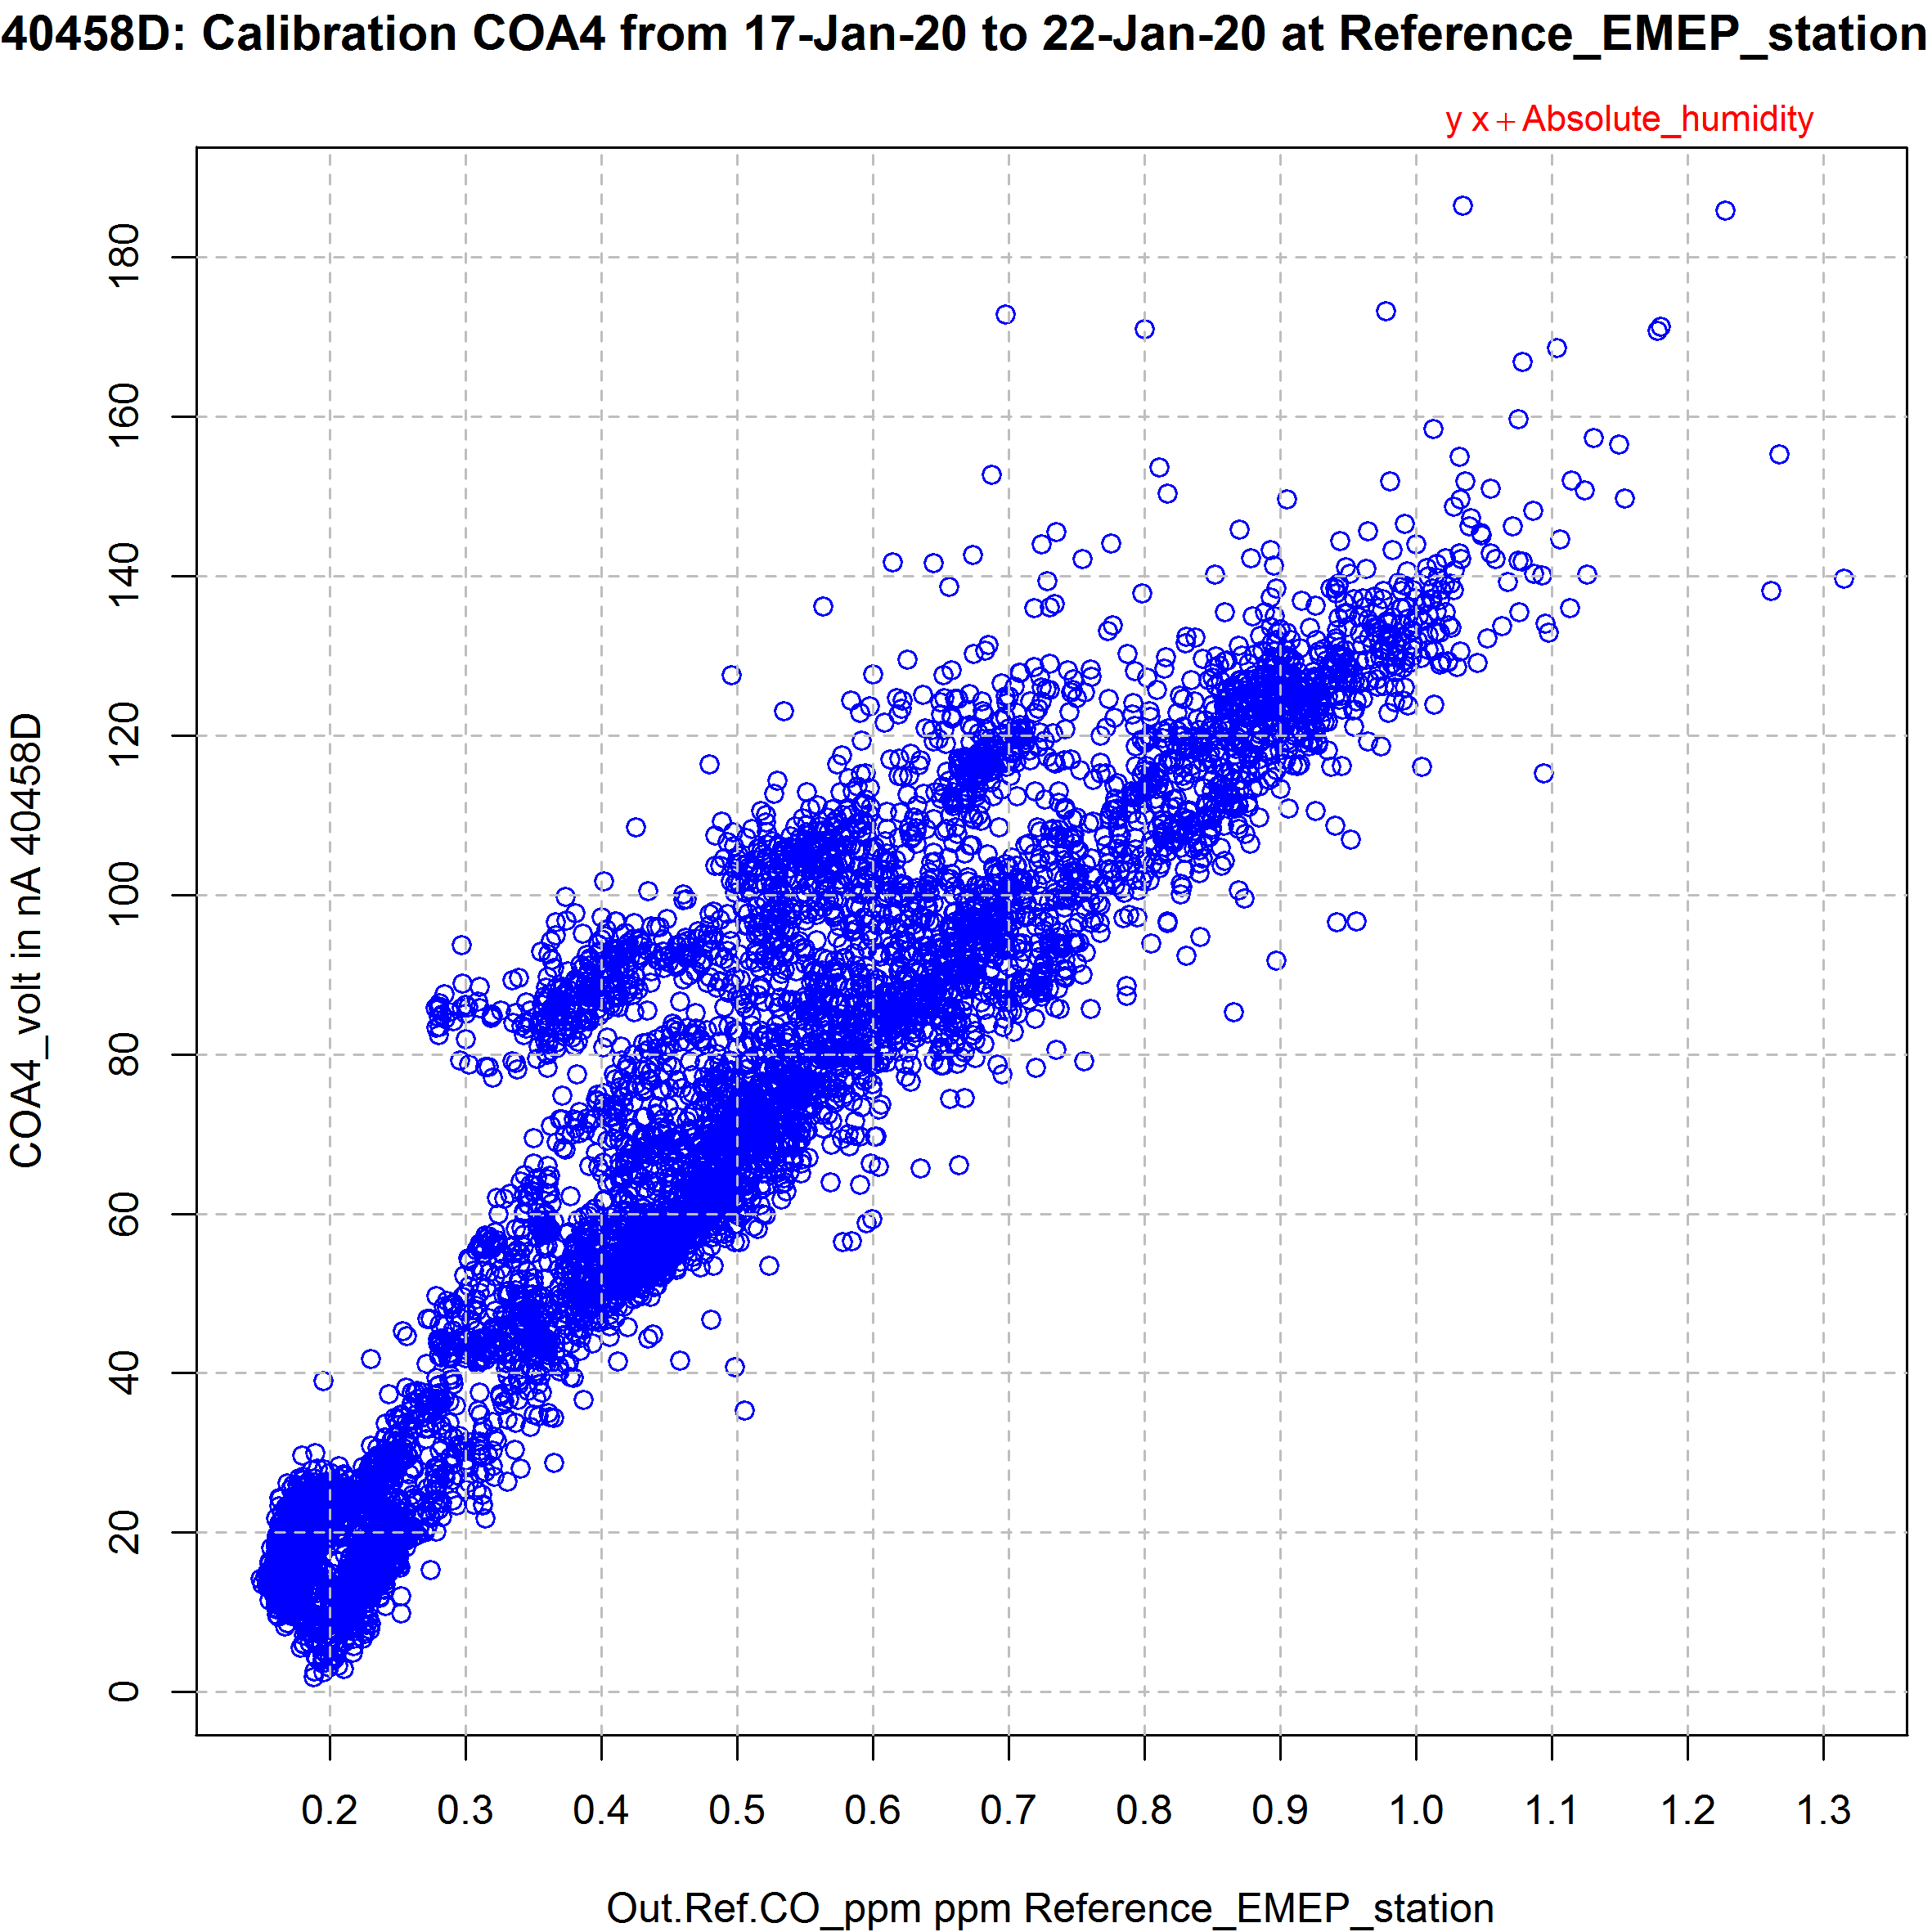 40458D: Calibration COA4 from 17-Jan-20 to 22-Jan-20 at Reference_EMEP_station
y x + Absolute_humidity
COA4_volt in nA 40458D
180
160
140
120
100
80
60
40
20
0
0.2 0.3 0.4 0.5 0.6 0.7 0.8 0.9 1.0 1.1 1.2 1.3
Out.Ref.CO_ppm ppm Reference_EMEP_station